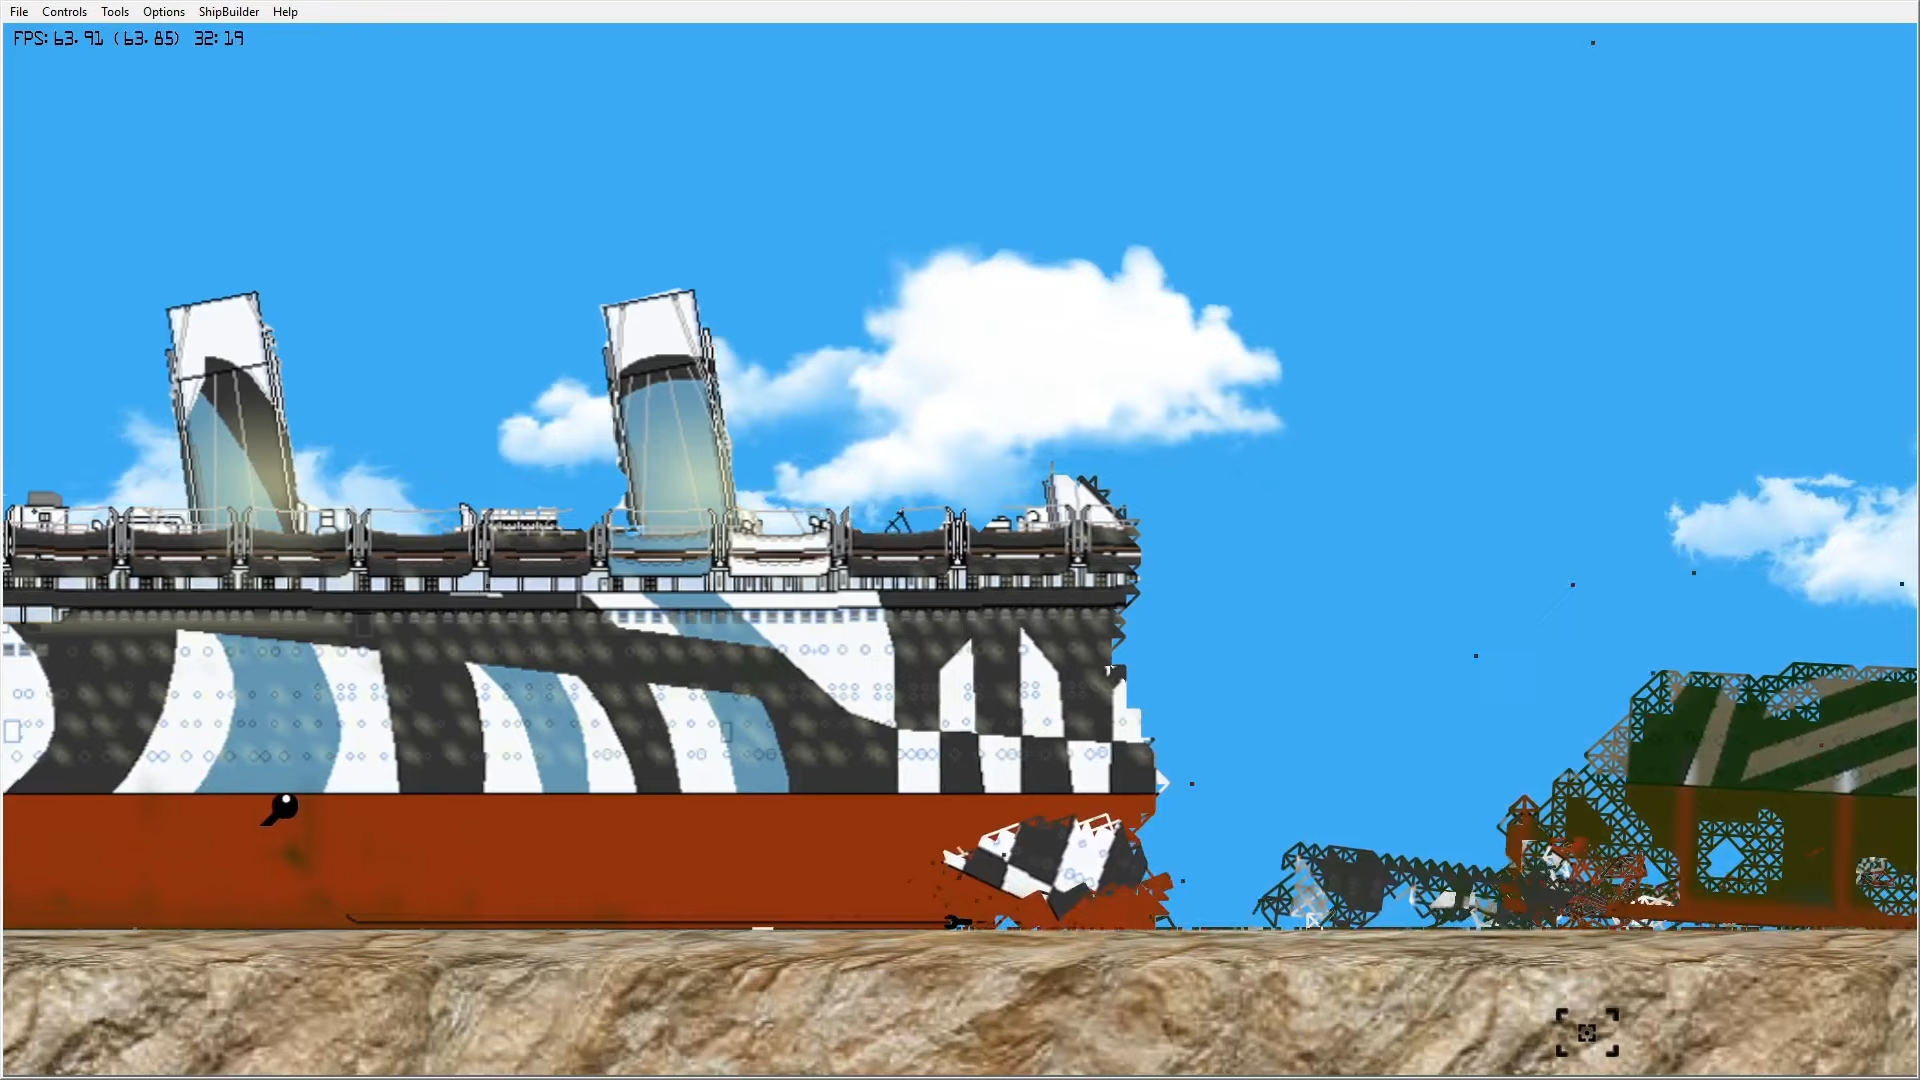 File Controls Tools Options ShipBuilder Help
FPS: 63.91 (63.85) 32:19